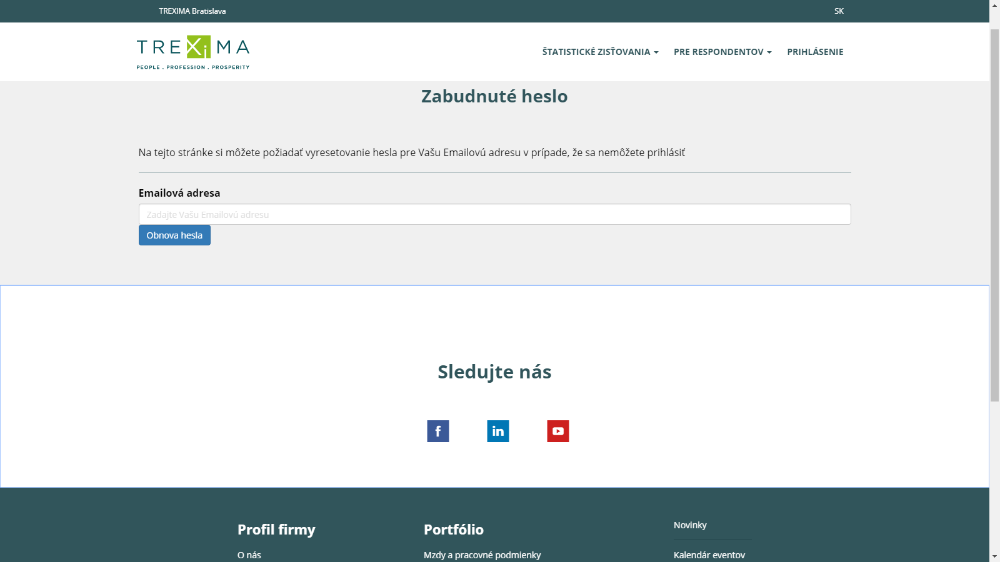 TREXIMA Bratislava
SK
TREXiMA
PEOPLE . PROFESSION . PROSPERITY
ŠTATISTICKÉ ZISŤOVANIA
PRE RESPONDENTOV
PRIHLÁSENIE
Zabudnuté heslo
Na tejto stránke si môžete požiadať vyresetovanie hesla pre Vašu Emailovú adresu v prípade, že sa nemôžete prihlásiť
Emailová adresa
Zadajte Vašu Emailovú adresu
Obnova hesla
Sledujte nás
Profil firmy
Portfólio
Novinky
O nás
Mzdy a pracovné podmienky
Kalendár eventov